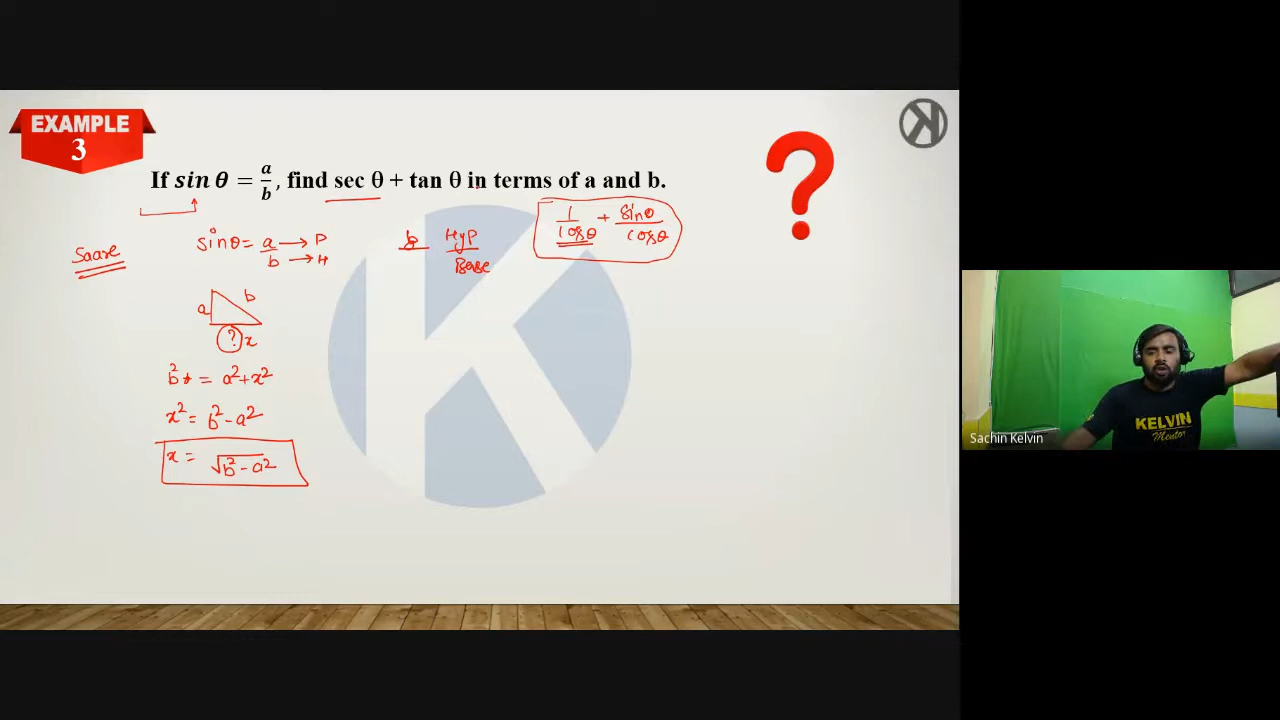 EXAMPLE
3
If sin θ = a/b, find sec θ + tan θ in terms of a and b.
1/cosθ + sinθ/cosθ
Saare
sinθ = a/b → P → H
b
Hyp
Base
a
b
? x
b² = a² + x²
x² = b² - a²
x = √b² - a²
KELVIN
Mentor
Sachin Kelvin